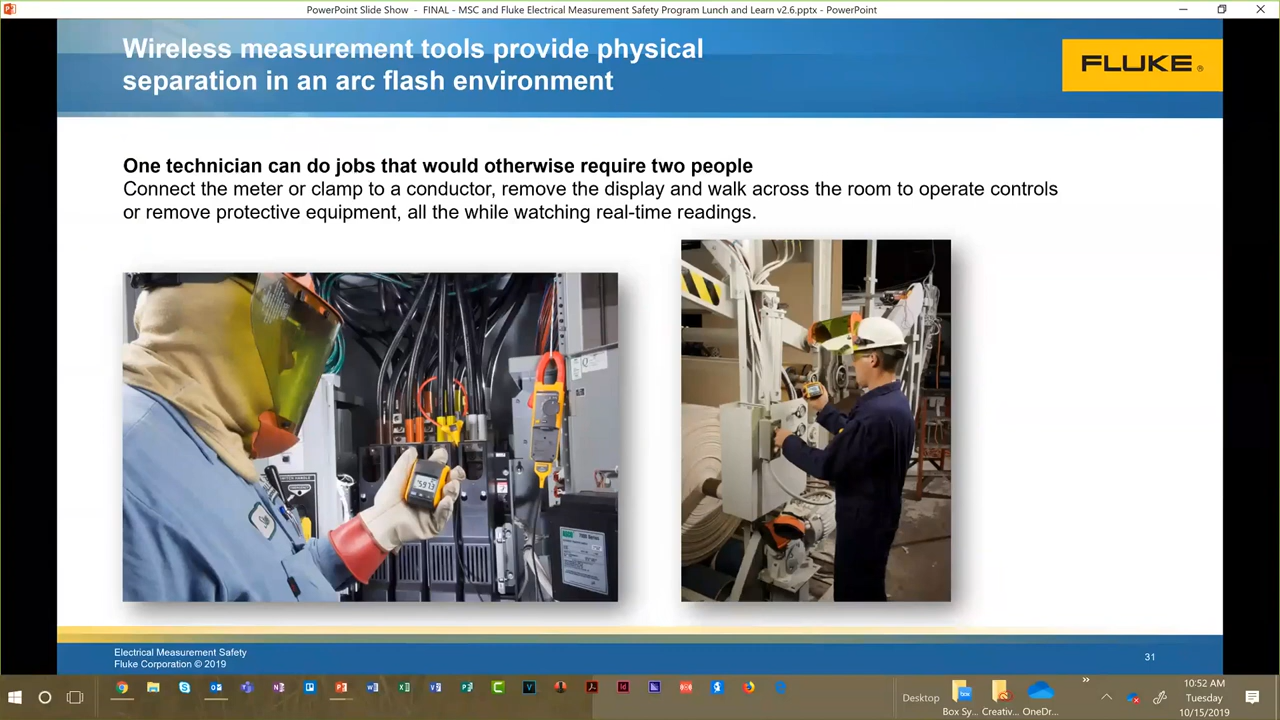 PowerPoint Slide Show - FINAL - MSC and Fluke Electrical Measurement Safety Program Lunch and Learn v2.6.pptx - PowerPoint
Wireless measurement tools provide physical
separation in an arc flash environment
FLUKE®
One technician can do jobs that would otherwise require two people
Connect the meter or clamp to a conductor, remove the display and walk across the room to operate controls
or remove protective equipment, all the while watching real-time readings.
Electrical Measurement Safety
Fluke Corporation © 2019
31
Desktop
Box Sy...
Creativ...
OneDr...
10:52 AM
Tuesday
10/15/2019